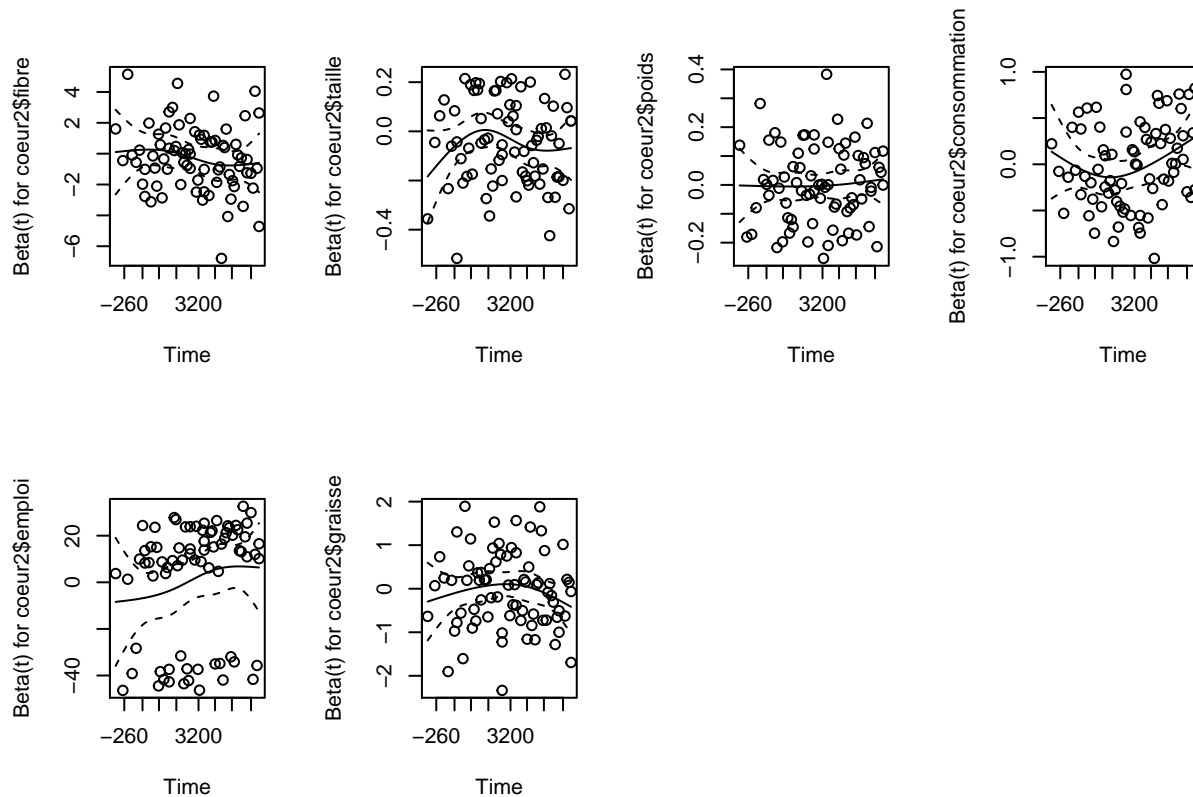 Beta(t) for coeur2$fibre
4
2
−2
−6
−260
3200
Time
Beta(t) for coeur2$taille
0.2
0.0
−0.4
−260
3200
Time
Beta(t) for coeur2$poids
0.4
0.2
0.0
−0.2
−260
3200
Time
Beta(t) for coeur2$consommation
1.0
0.0
−1.0
−260
3200
Time
Beta(t) for coeur2$emploi
20
0
−40
−260
3200
Time
Beta(t) for coeur2$graisse
2
1
0
−1
−2
−260
3200
Time